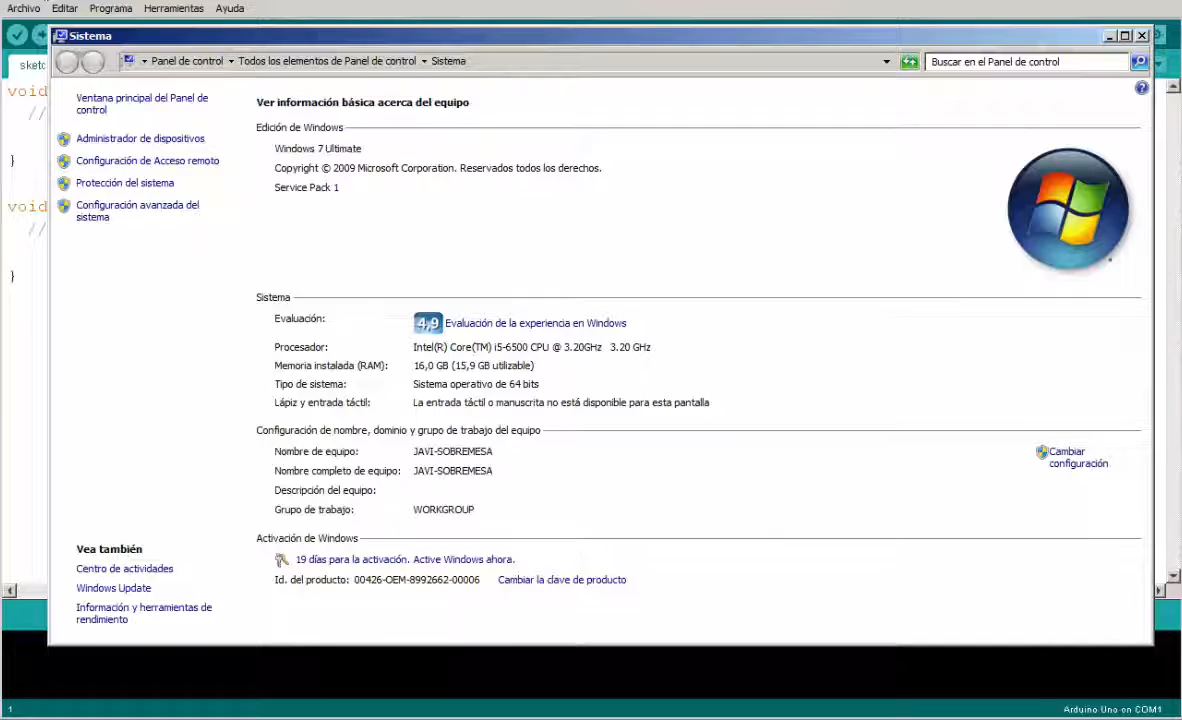 Archivo Editar Programa Herramientas Ayuda
Sistema
Panel de control Todos los elementos de Panel de control Sistema
Buscar en el Panel de control
sketc
void
//
}
void
//
}
Ventana principal del Panel de
control
Administrador de dispositivos
Configuración de Acceso remoto
Protección del sistema
Configuración avanzada del
sistema
Ver información básica acerca del equipo
Edición de Windows
Windows 7 Ultimate
Copyright © 2009 Microsoft Corporation. Reservados todos los derechos.
Service Pack 1
Sistema
Evaluación: 4,9 Evaluación de la experiencia en Windows
Procesador: Intel(R) Core(TM) i5-6500 CPU @ 3.20GHz 3.20 GHz
Memoria instalada (RAM): 16,0 GB (15,9 GB utilizable)
Tipo de sistema: Sistema operativo de 64 bits
Lápiz y entrada táctil: La entrada táctil o manuscrita no está disponible para esta pantalla
Configuración de nombre, dominio y grupo de trabajo del equipo
Nombre de equipo: JAVI-SOBREMESA
Nombre completo de equipo: JAVI-SOBREMESA
Descripción del equipo:
Grupo de trabajo: WORKGROUP
Cambiar
configuración
Activación de Windows
19 días para la activación. Active Windows ahora.
Id. del producto: 00426-OEM-8992662-00006 Cambiar la clave de producto
Vea también
Centro de actividades
Windows Update
Información y herramientas de
rendimiento
1
Arduino Uno en COM1